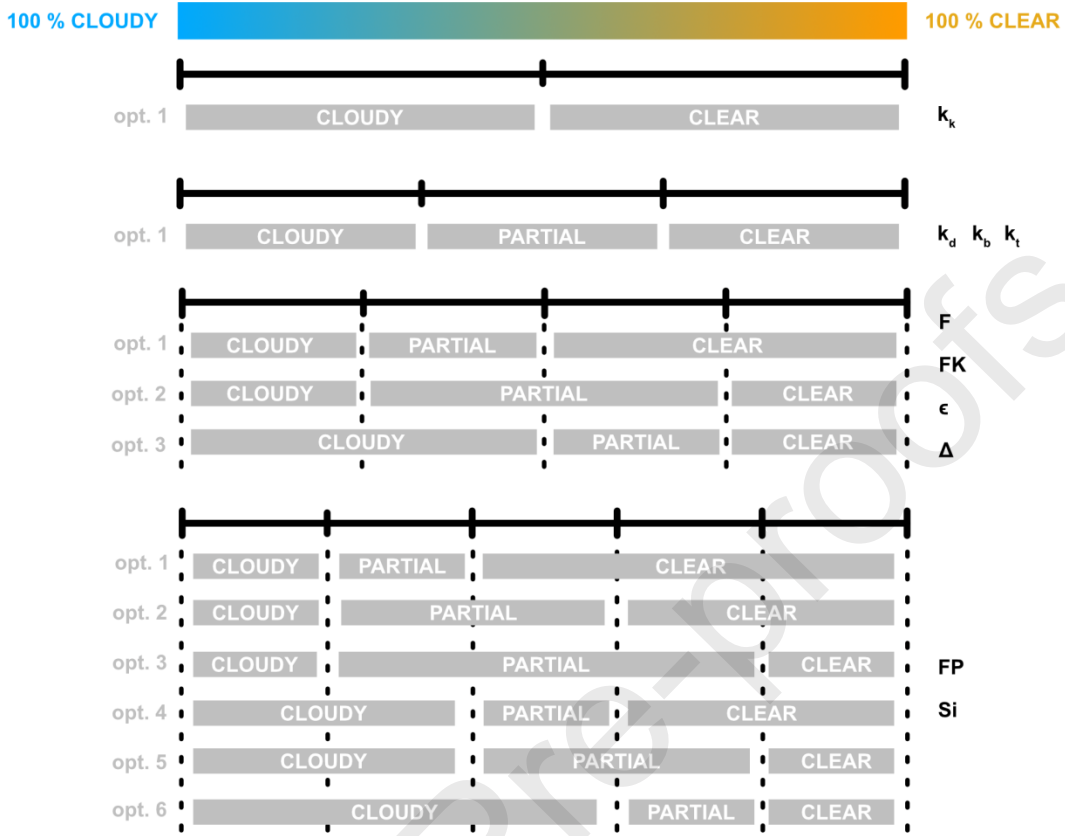 100 % CLOUDY 100 % CLEAR
opt. 1 CLOUDY CLEAR kk
opt. 1 CLOUDY PARTIAL CLEAR kd kb kt
F
opt. 1 CLOUDY PARTIAL CLEAR
FK
opt. 2 CLOUDY PARTIAL CLEAR
ϵ
opt. 3 CLOUDY PARTIAL CLEAR Δ
opt. 1 CLOUDY PARTIAL CLEAR
opt. 2 CLOUDY PARTIAL CLEAR
opt. 3 CLOUDY PARTIAL CLEAR FP
opt. 4 CLOUDY PARTIAL CLEAR Si
opt. 5 CLOUDY PARTIAL CLEAR
opt. 6 CLOUDY PARTIAL CLEAR
Pre-proofs